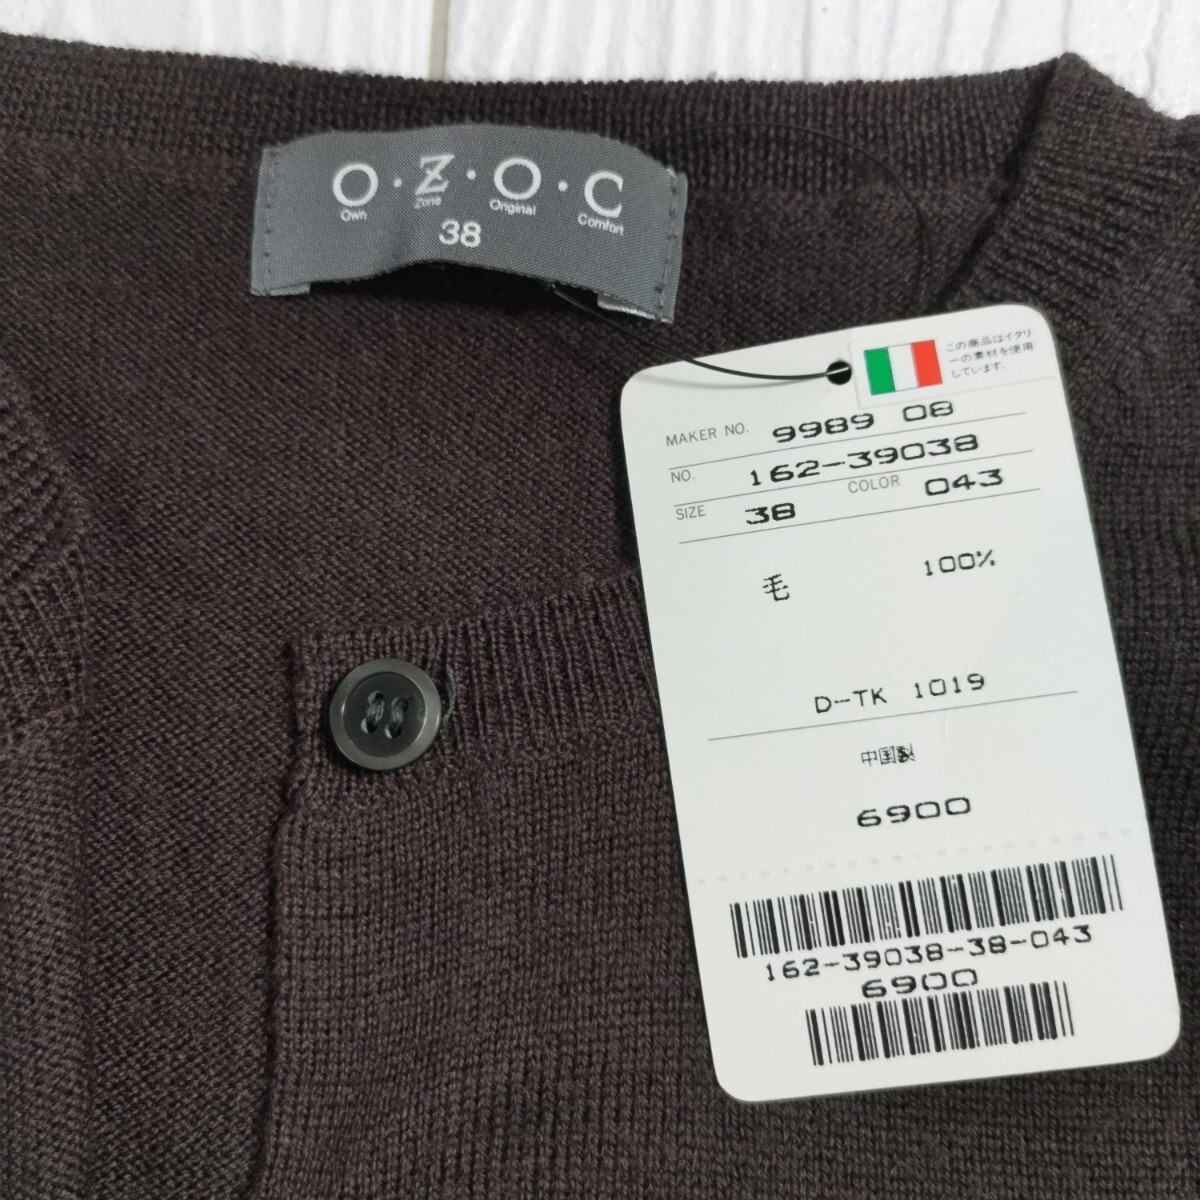 O·Z·O·C
Own Zone Original Comfort
38
この商品はイタリ
ーの素材を使用
しています。
MAKER NO. 9989 08
NO. 162-39038
SIZE 38 COLOR 043
毛 100%
D-TK 1019
中国製
6900
162-39038-38-043
6900